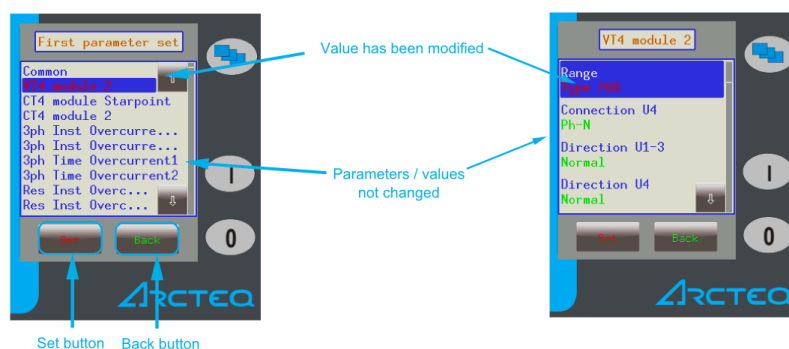 First parameter set
Common
VT4 module 2
CT4 module Starpoint
CT4 module 2
3ph Inst Overcurre...
3ph Inst Overcurre...
3ph Time Overcurrent1
3ph Time Overcurrent2
Res Inst Overc...
Res Inst Overc...
Set
Back
I
0
ARCTEQ
Set button
Back button
Value has been modified
Parameters / values
not changed
VT4 module 2
Range
Type 200
Connection U4
Ph-N
Direction U1-3
Normal
Direction U4
Normal
Set
Back
I
0
ARCTEQ